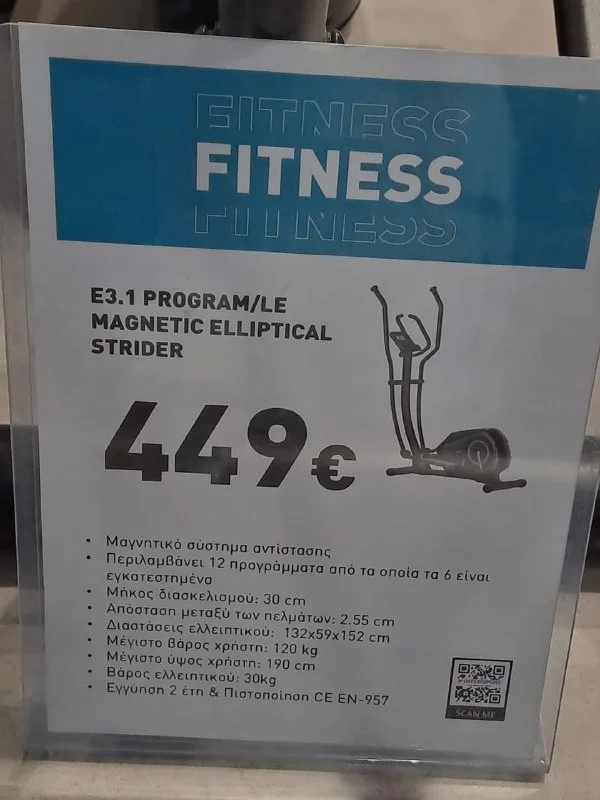 FITNESS
FITNESS
FITNESS
E3.1 PROGRAM/LE
MAGNETIC ELLIPTICAL
STRIDER
449€
• Μαγνητικό σύστημα αντίστασης
• Περιλαμβάνει 12 προγράμματα από τα οποία τα 6 είναι
εγκατεστημένα
• Μήκος διασκελισμού: 30 cm
• Απόσταση μεταξύ των πελμάτων: 2.55 cm
• Διαστάσεις ελλειπτικού: 132x59x152 cm
• Μέγιστο βάρος χρήστη: 120 kg
• Μέγιστο ύψος χρήστη: 190 cm
• Βάρος ελλειπτικού: 30kg
• Εγγύηση 2 έτη & Πιστοποίηση CE EN-957
INTERSPORT
SCAN ME